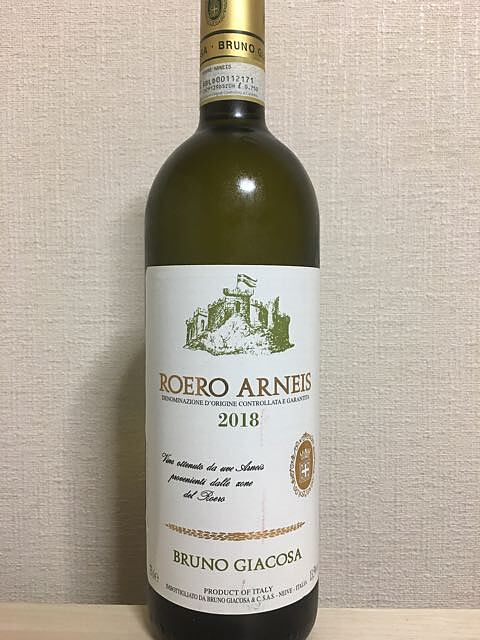 BRUNO G
ROERO ARNEIS
DENOMINAZIONE D'ORIGINE CONTROLLATA E GARANTITA
2018
Vino ottenuto da uve Arneis
provenienti dalle zone
del Roero
BRUNO GIACOSA
PRODUCT OF ITALY
IMBOTTIGLIATO DA BRUNO GIACOSA & C. S.A.S. - NEIVE - ITALIA